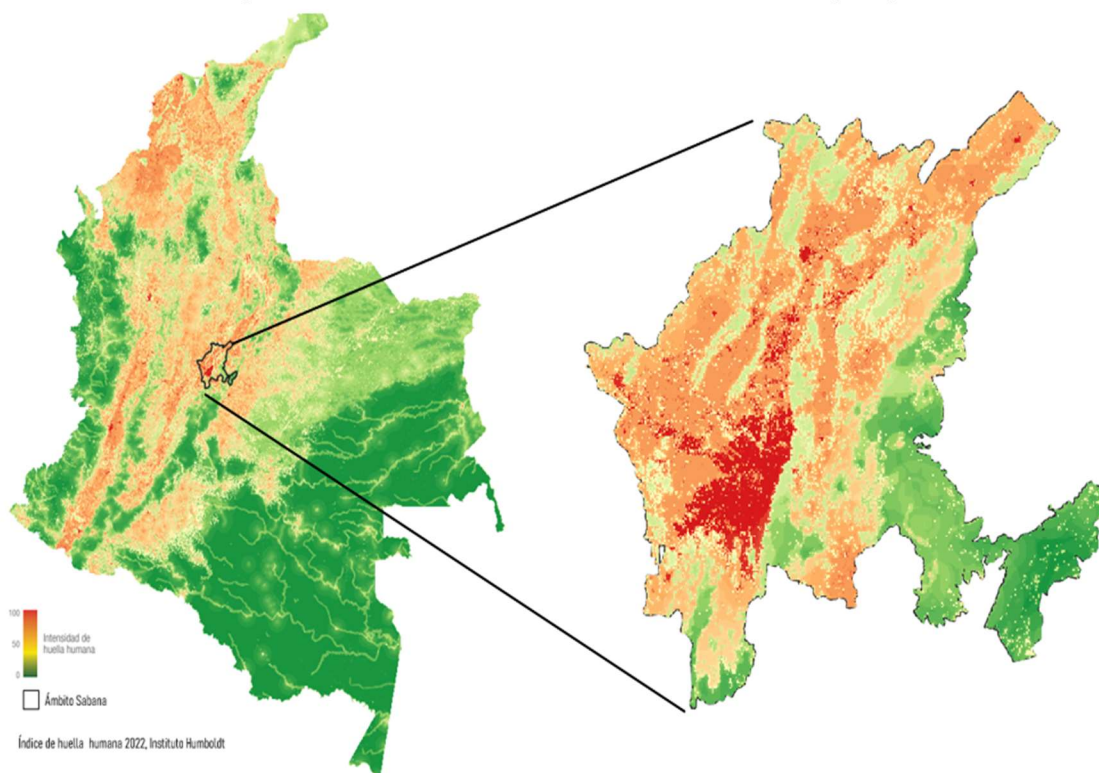 100
50
0
Intensidad de
huella humana
Ámbito Sabana
Índice de huella humana 2022, Instituto Humboldt